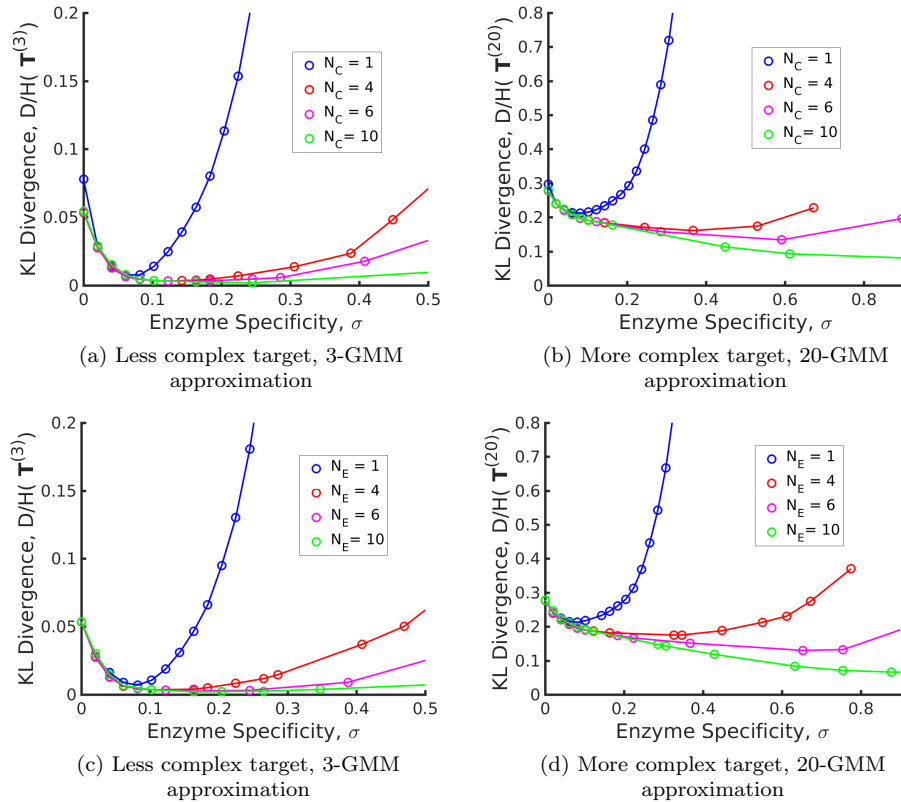 KL Divergence, D/H( T(3))
0.2
0.15
0.1
0.05
0
N_C = 1
N_C = 4
N_C = 6
N_C = 10
0 0.1 0.2 0.3 0.4 0.5
Enzyme Specificity, σ
(a) Less complex target, 3-GMM
approximation
KL Divergence, D/H( T(20))
0.8
0.7
0.6
0.5
0.4
0.3
0.2
0.1
0
N_C = 1
N_C = 4
N_C = 6
N_C = 10
0 0.2 0.4 0.6 0.8
Enzyme Specificity, σ
(b) More complex target, 20-GMM
approximation
KL Divergence, D/H( T(3))
0.2
0.15
0.1
0.05
0
N_E = 1
N_E = 4
N_E = 6
N_E = 10
0 0.1 0.2 0.3 0.4 0.5
Enzyme Specificity, σ
(c) Less complex target, 3-GMM
approximation
KL Divergence, D/H( T(20))
0.8
0.7
0.6
0.5
0.4
0.3
0.2
0.1
0
N_E = 1
N_E = 4
N_E = 6
N_E = 10
0 0.2 0.4 0.6 0.8
Enzyme Specificity, σ
(d) More complex target, 20-GMM
approximation